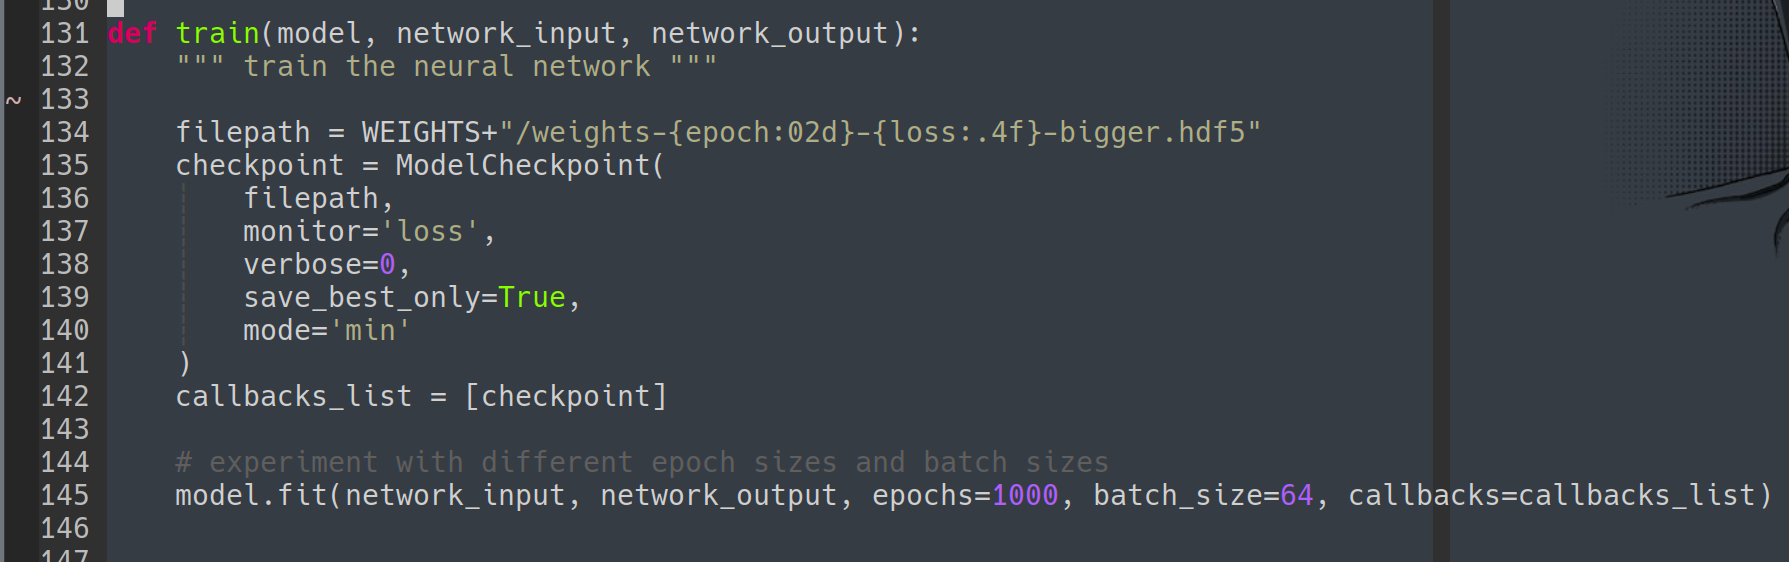 130
131 def train(model, network_input, network_output):
132     """ train the neural network """
~ 133
134     filepath = WEIGHTS+"/weights-{epoch:02d}-{loss:.4f}-bigger.hdf5"
135     checkpoint = ModelCheckpoint(
136         filepath,
137         monitor='loss',
138         verbose=0,
139         save_best_only=True,
140         mode='min'
141     )
142     callbacks_list = [checkpoint]
143
144     # experiment with different epoch sizes and batch sizes
145     model.fit(network_input, network_output, epochs=1000, batch_size=64, callbacks=callbacks_list)
146
147